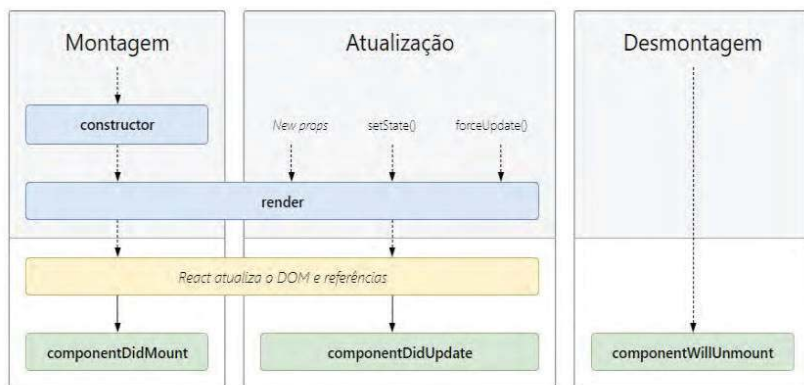 Montagem
Atualização
Desmontagem
constructor
New props
setState()
forceUpdate()
render
React atualiza o DOM e referências
componentDidMount
componentDidUpdate
componentWillUnmount